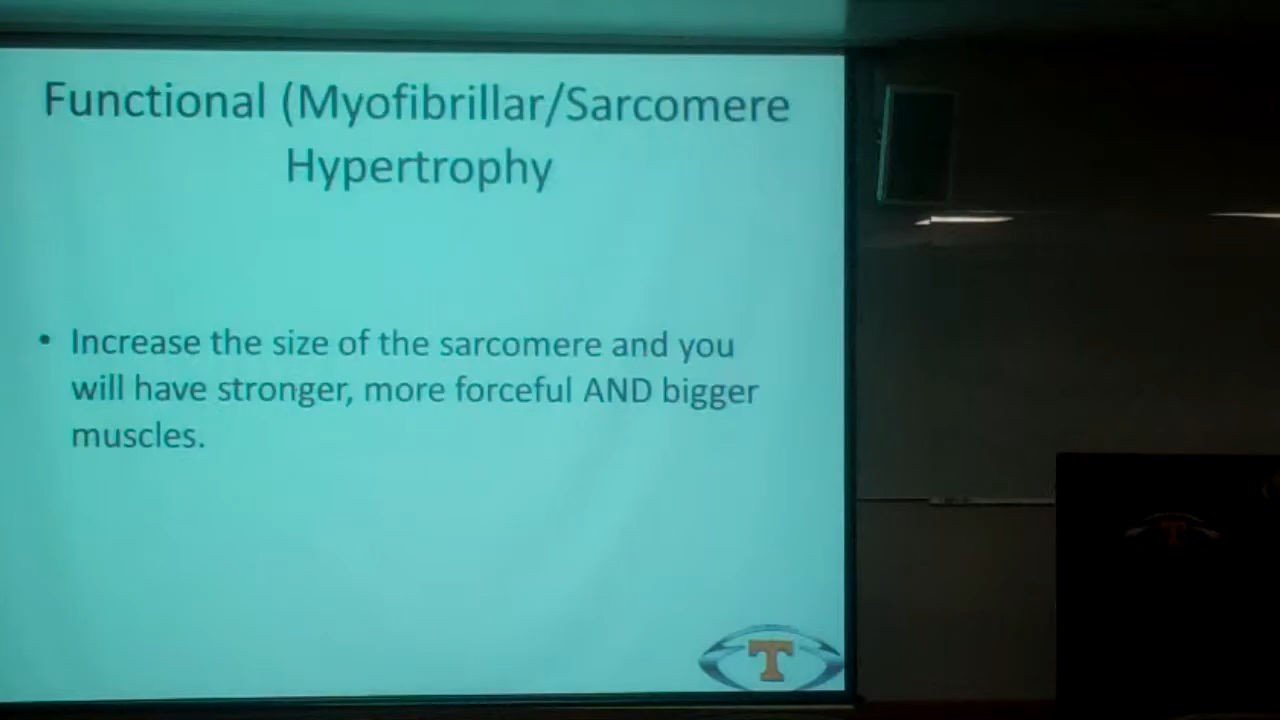 Functional (Myofibrillar/Sarcomere
Hypertrophy
• Increase the size of the sarcomere and you
will have stronger, more forceful AND bigger
muscles.
T
T